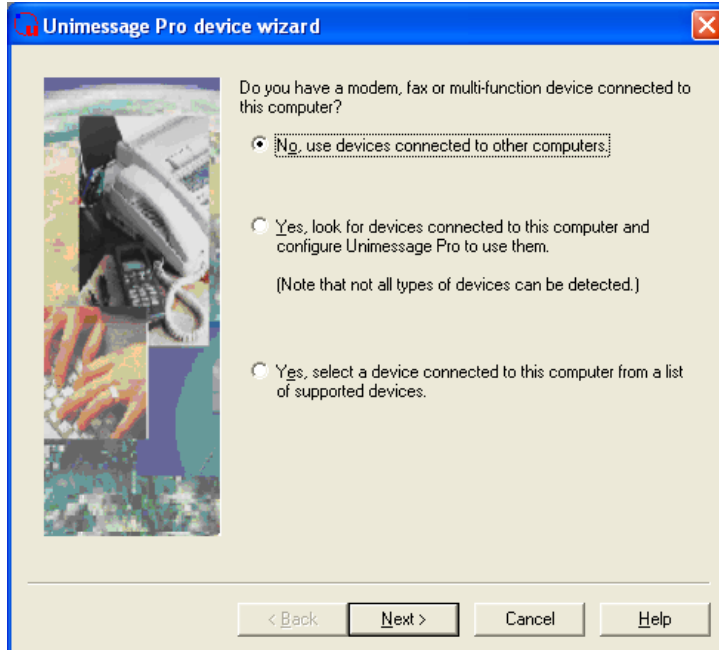 Unimessage Pro device wizard
Do you have a modem, fax or multi-function device connected to
this computer?
No, use devices connected to other computers.
Yes, look for devices connected to this computer and
configure Unimessage Pro to use them.
(Note that not all types of devices can be detected.)
Yes, select a device connected to this computer from a list
of supported devices.
< Back
Next >
Cancel
Help